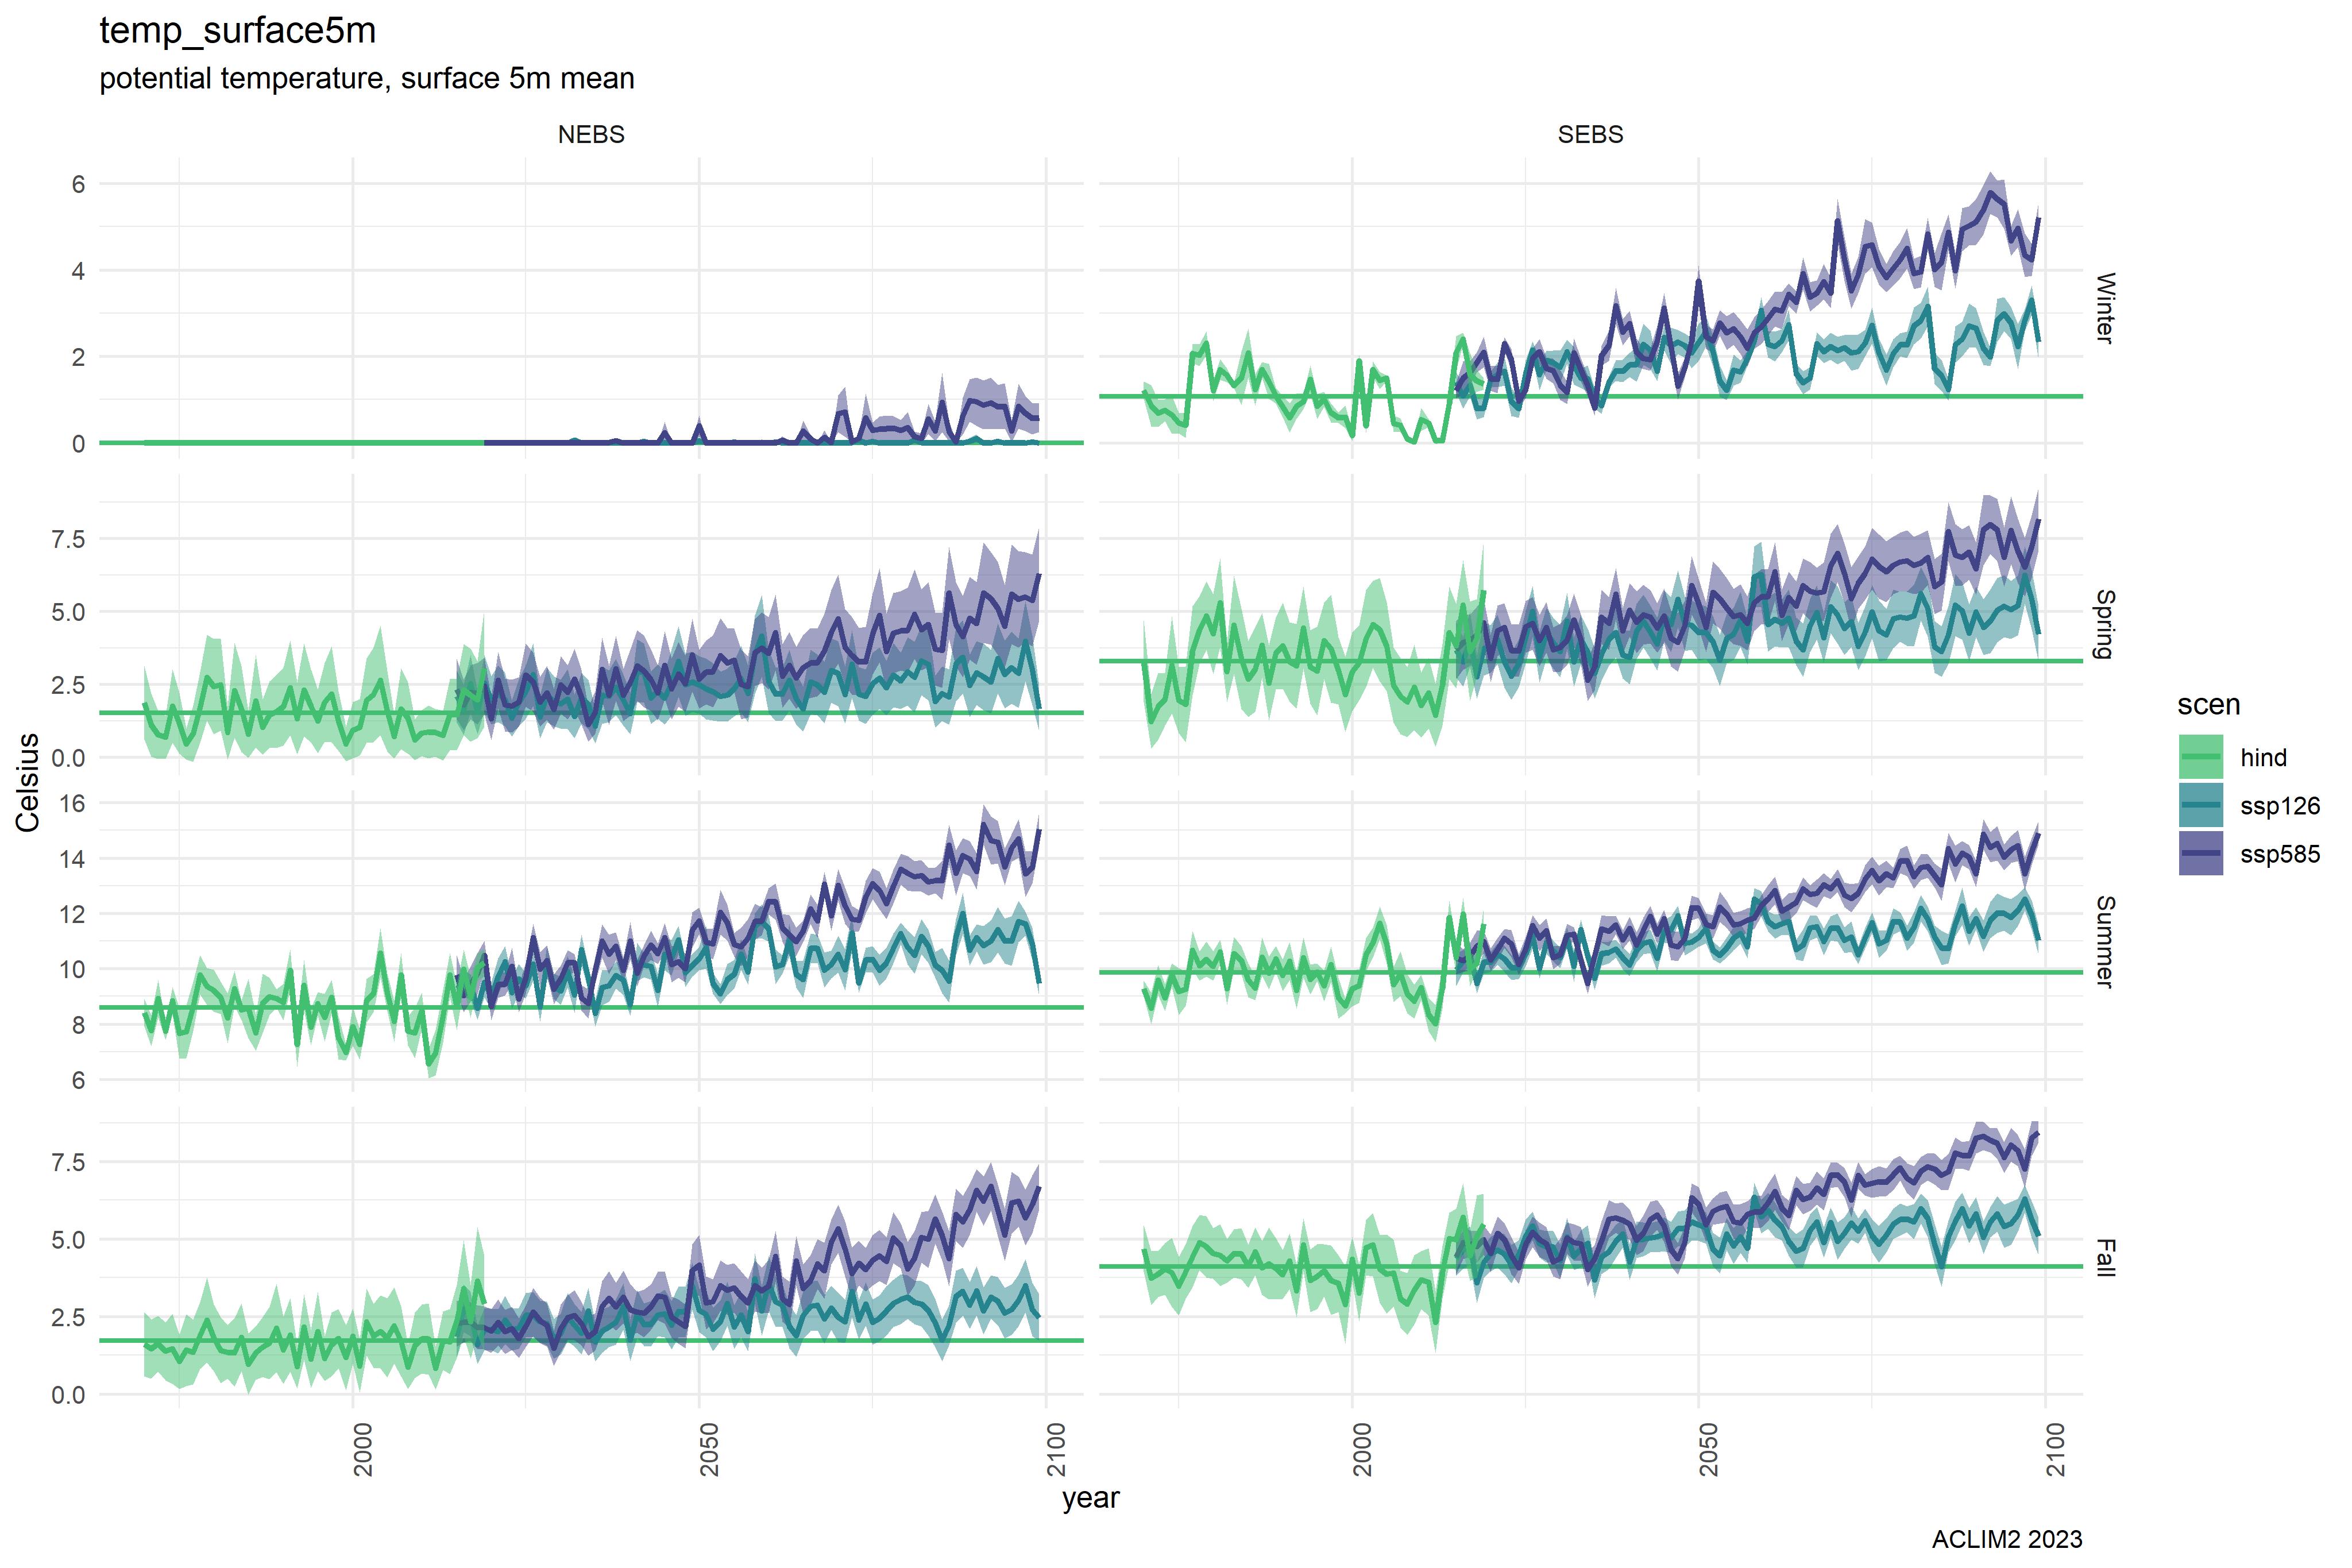 temp_surface5m
potential temperature, surface 5m mean
NEBS
SEBS
6
4
2
0
Winter
7.5
5.0
2.5
0.0
Spring
Celsius
16
14
12
10
8
6
Summer
7.5
5.0
2.5
0.0
Fall
2000
2050
2100
2000
2050
2100
year
scen
hind
ssp126
ssp585
ACLIM2 2023